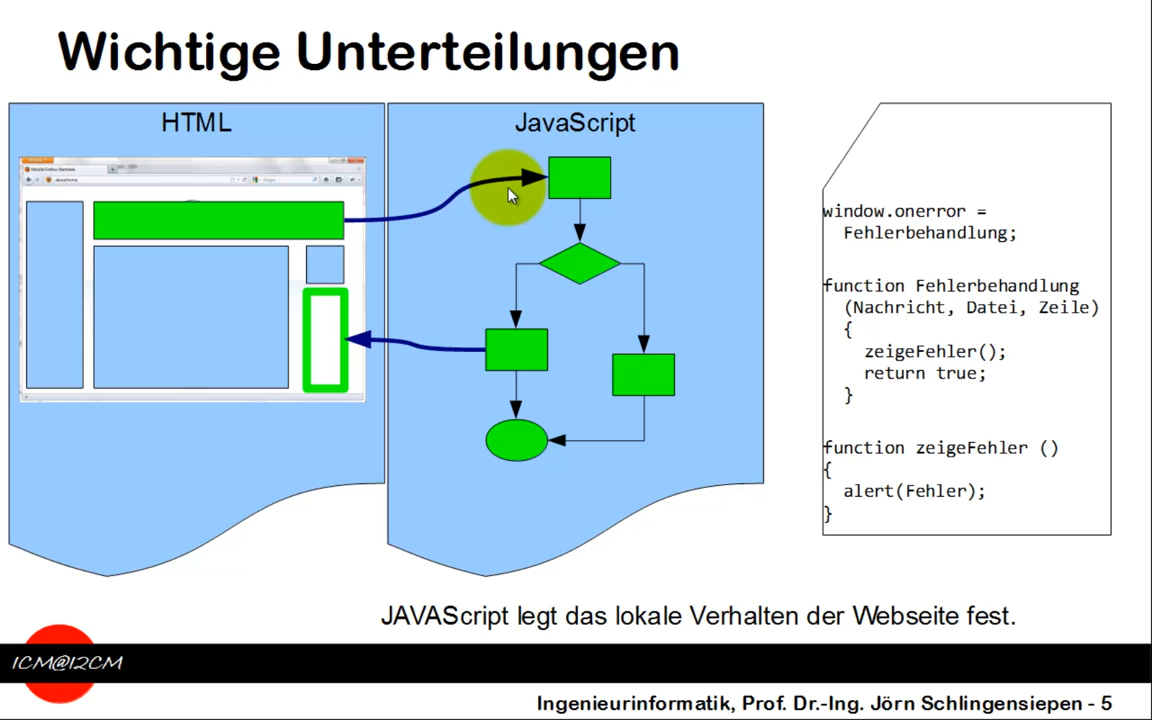 Wichtige Unterteilungen
HTML
JavaScript
window.onerror =
Fehlerbehandlung;
function Fehlerbehandlung
(Nachricht, Datei, Zeile)
{
zeigeFehler();
return true;
}
function zeigeFehler ()
{
alert(Fehler);
}
JAVAScript legt das lokale Verhalten der Webseite fest.
ICM@I2CM
Ingenieurinformatik, Prof. Dr.-Ing. Jörn Schlingensiepen - 5